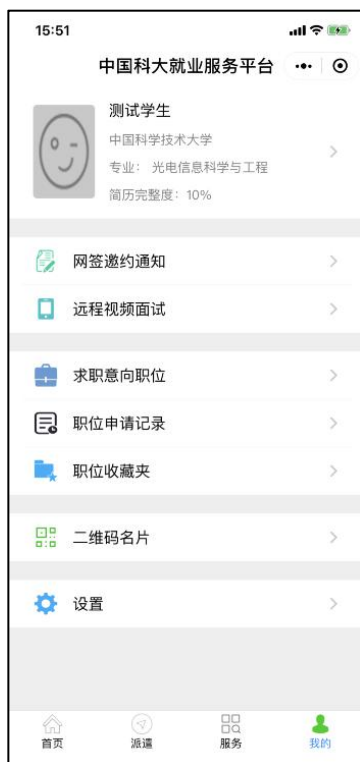 15:51
中国科大就业服务平台
测试学生
中国科学技术大学
专业： 光电信息科学与工程
简历完整度：10%
网签邀约通知
远程视频面试
求职意向职位
职位申请记录
职位收藏夹
二维码名片
设置
首页
派遣
服务
我的